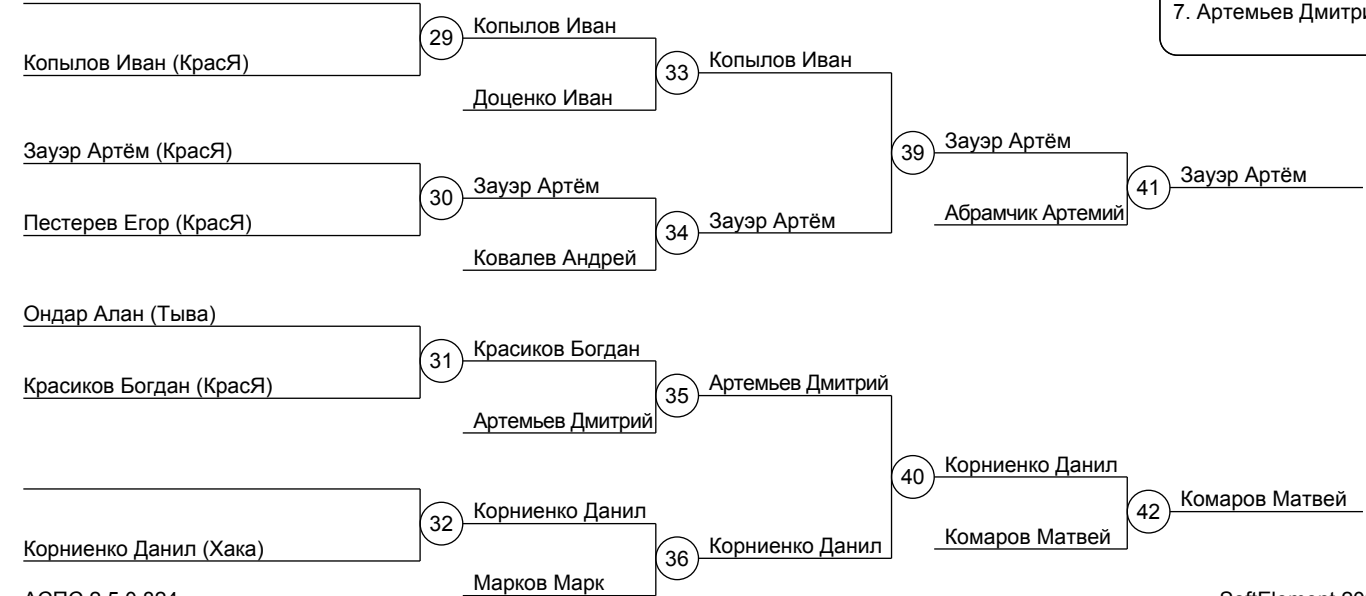 7. Артемьев
29
Копылов Иван
Копылов Иван (КрасЯ)
33
Копылов Иван
Доценко Иван
Зауэр Артём (КрасЯ)
39
Зауэр Артём
30
Зауэр Артём
41
Зауэр Артём
Пестерев Егор (КрасЯ)
34
Зауэр Артём
Абрамчик Артемий
Ковалев Андрей
Ондар Алан (Тыва)
31
Красиков Богдан
Красиков Богдан (КрасЯ)
35
Артемьев Дмитрий
Артемьев Дмитрий
40
Корниенко Данил
32
Корниенко Данил
42
Комаров Матвей
Корниенко Данил (Хака)
36
Корниенко Данил
Комаров Матвей
Марков Марк